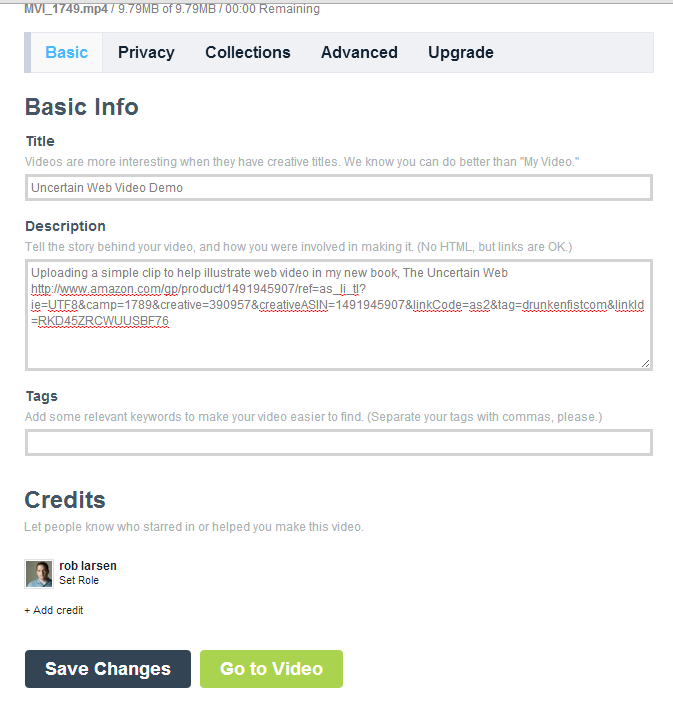 MVI_1749.mp4 / 9.79MB of 9.79MB / 00:00 Remaining
Basic Privacy Collections Advanced Upgrade
Basic Info
Title
Videos are more interesting when they have creative titles. We know you can do better than "My Video."
Uncertain Web Video Demo
Description
Tell the story behind your video, and how you were involved in making it. (No HTML, but links are OK.)
Uploading a simple clip to help illustrate web video in my new book, The Uncertain Web
http://www.amazon.com/gp/product/1491945907/ref=as_li_tl?
ie=UTF8&camp=1789&creative=390957&creativeASIN=1491945907&linkCode=as2&tag=drunkenfistcom&linkId
=RKD45ZRCWUUSBF76
Tags
Add some relevant keywords to make your video easier to find. (Separate your tags with commas, please.)
Credits
Let people know who starred in or helped you make this video.
rob larsen
Set Role
+ Add credit
Save Changes Go to Video